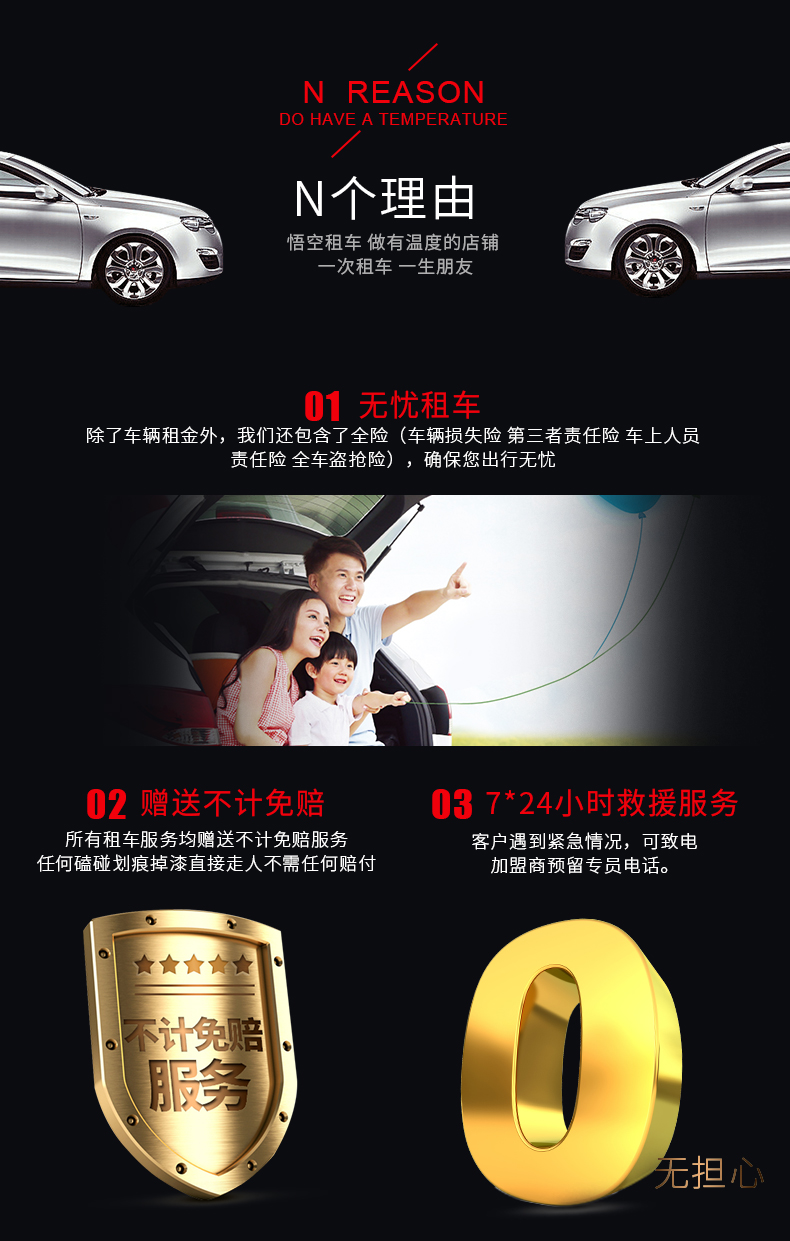 N REASON
DO HAVE A TEMPERATURE
N个理由
悟空租车 做有温度的店铺
一次租车 一生朋友
01 无忧租车
除了车辆租金外，我们还包含了全险（车辆损失险 第三者责任险 车上人员
责任险 全车盗抢险），确保您出行无忧
02 赠送不计免赔
所有租车服务均赠送不计免赔服务
任何磕碰划痕掉漆直接走人不需任何赔付
03 7*24小时救援服务
客户遇到紧急情况，可致电
加盟商预留专员电话。
不计免赔
服务
0
无担心